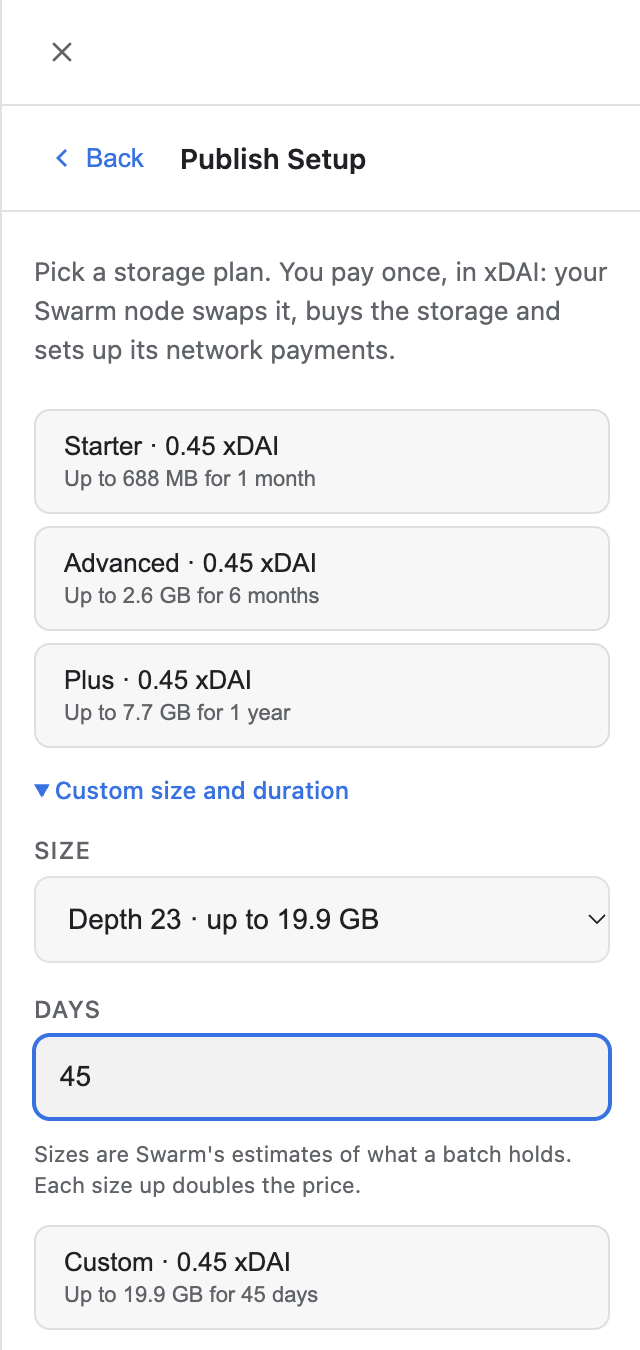 Back
Publish Setup
Pick a storage plan. You pay once, in xDAI: your
Swarm node swaps it, buys the storage and
sets up its network payments.
Starter · 0.45 xDAI
Up to 688 MB for 1 month
Advanced · 0.45 xDAI
Up to 2.6 GB for 6 months
Plus · 0.45 xDAI
Up to 7.7 GB for 1 year
Custom size and duration
SIZE
Depth 23 · up to 19.9 GB
DAYS
45
Sizes are Swarm's estimates of what a batch holds.
Each size up doubles the price.
Custom · 0.45 xDAI
Up to 19.9 GB for 45 days